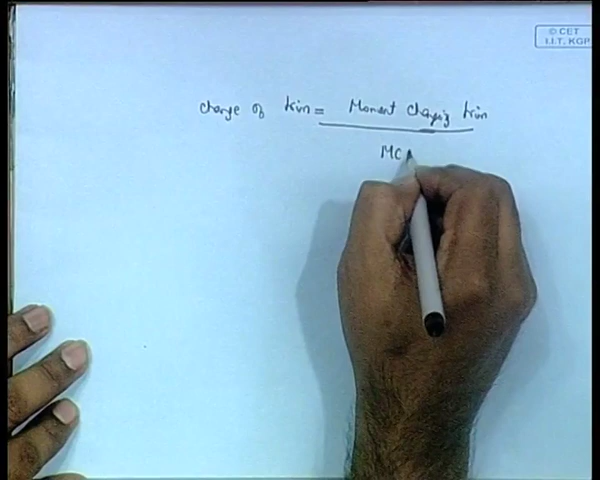 © CET
I.I.T. KGP
change of trim = Moment changing trim
MC